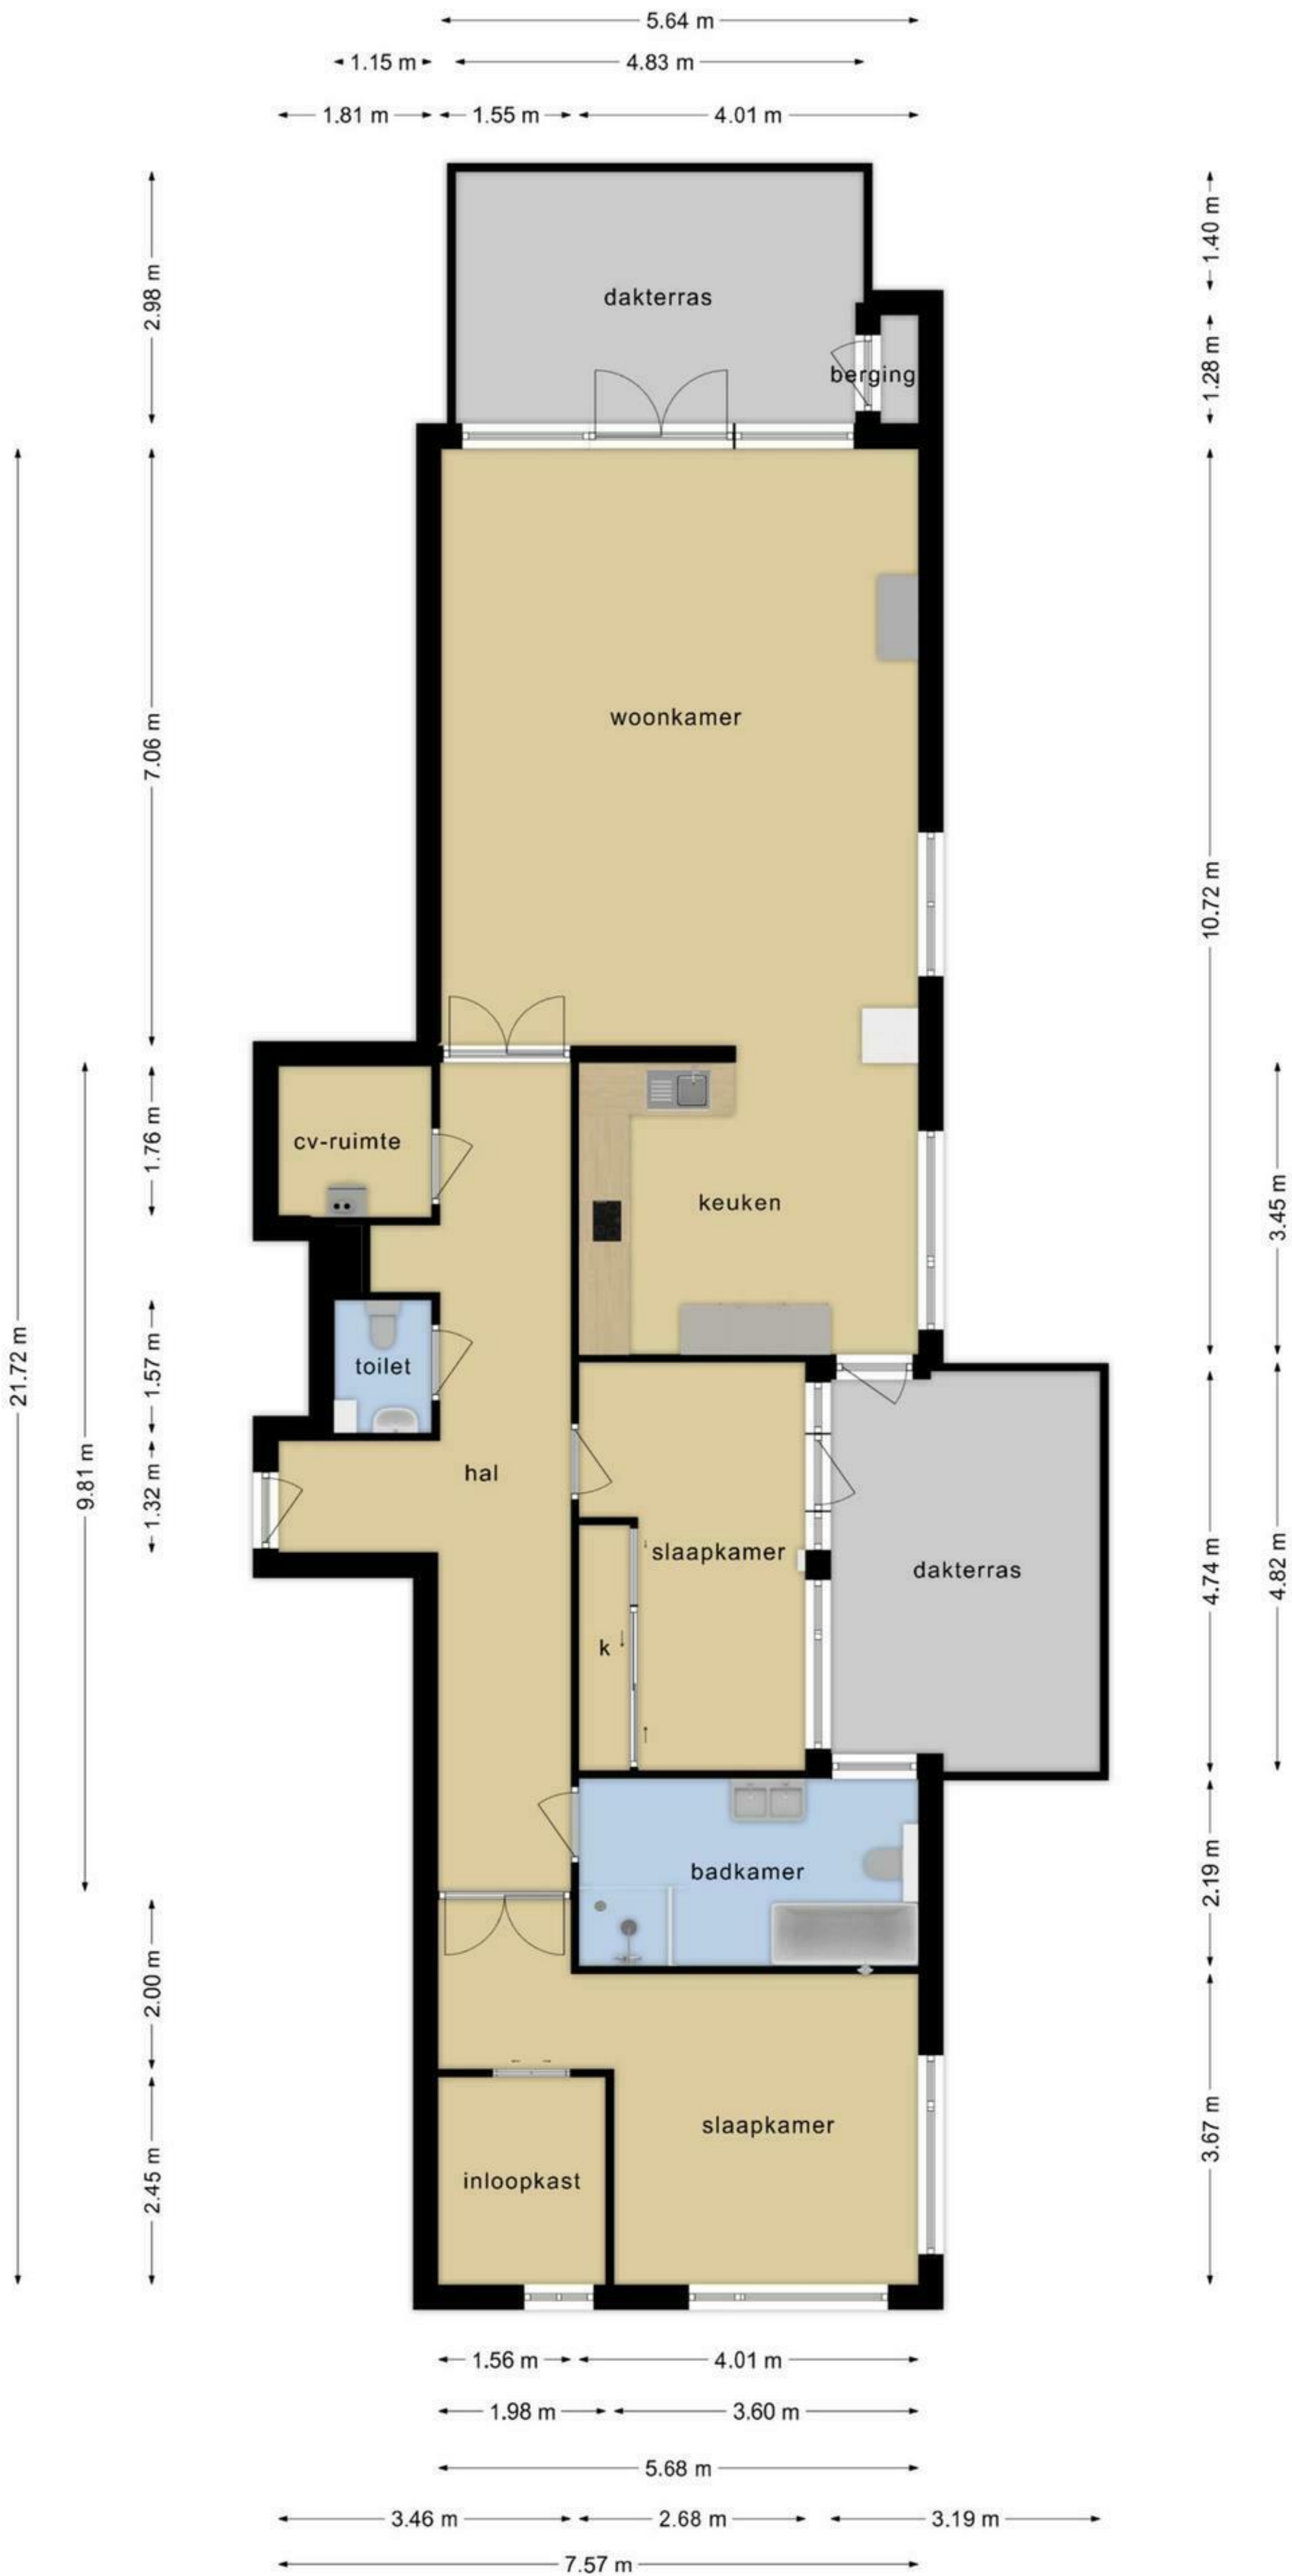 5.64 m
1.15 m
4.83 m
1.81 m
1.55 m
4.01 m
2.98 m
1.40 m
dakterras
1.28 m
berging
7.06 m
woonkamer
10.72 m
21.72 m
9.81 m
1.76 m
cv-ruimte
keuken
3.45 m
1.57 m
toilet
1.32 m
hal
slaapkamer
k
dakterras
4.74 m
4.82 m
badkamer
2.19 m
2.00 m
slaapkamer
3.67 m
2.45 m
inloopkast
1.56 m
4.01 m
1.98 m
3.60 m
5.68 m
3.46 m
2.68 m
3.19 m
7.57 m